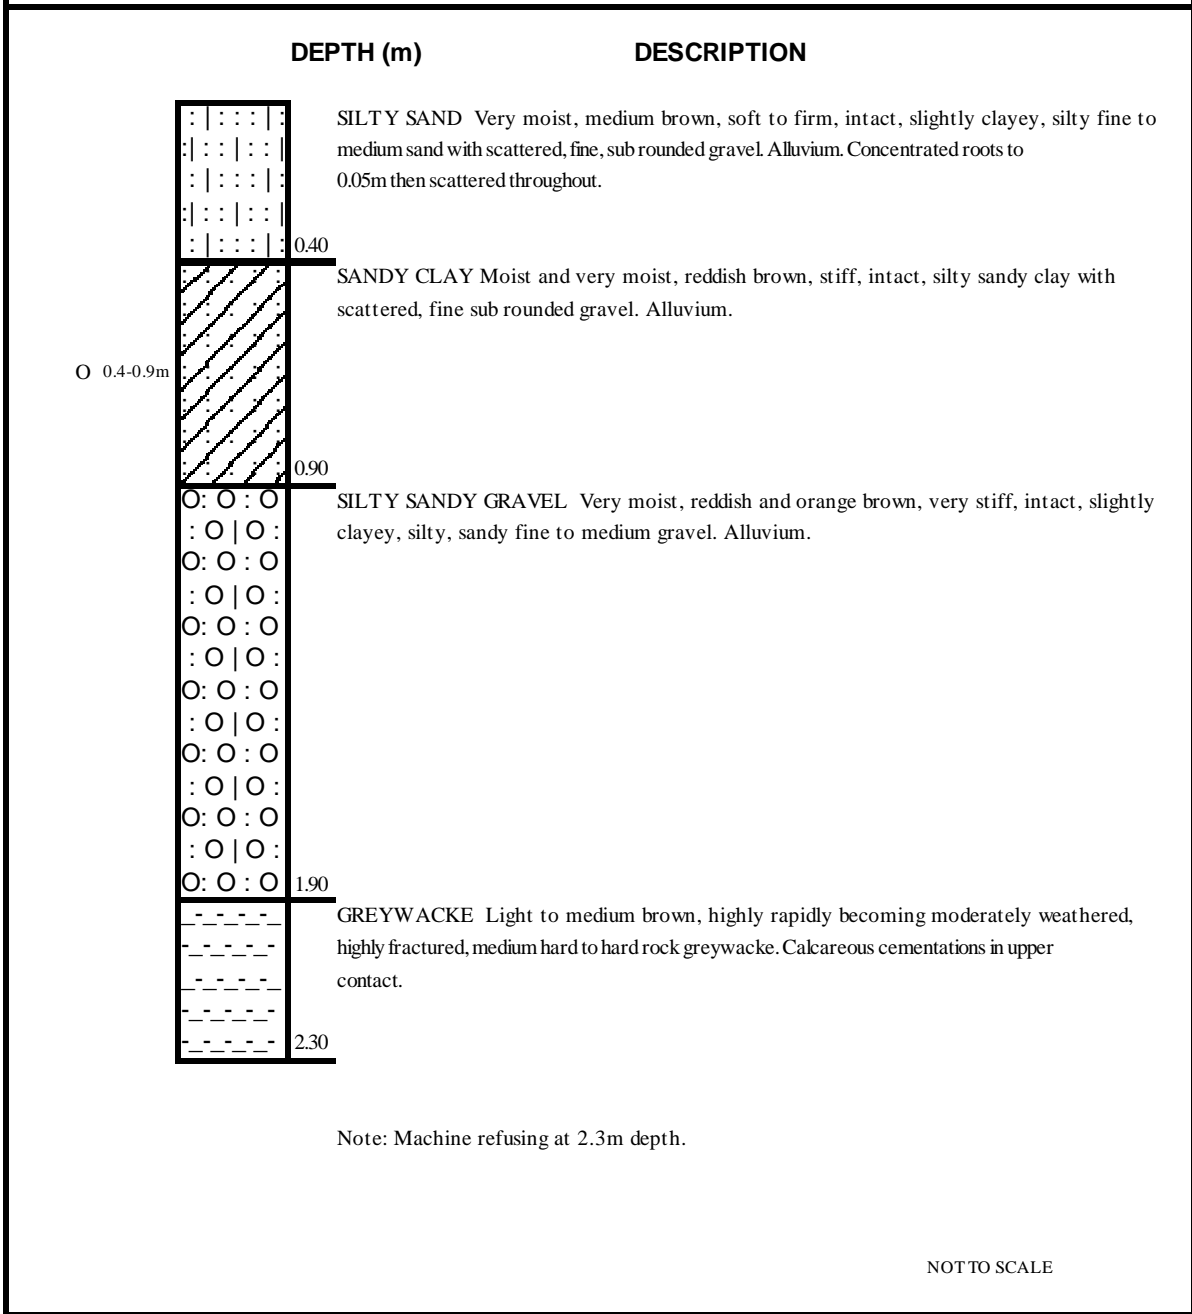 DEPTH (m) DESCRIPTION
SILTY SAND Very moist, medium brown, soft to firm, intact, slightly clayey, silty fine to
medium sand with scattered, fine, sub rounded gravel. Alluvium. Concentrated roots to
0.05m then scattered throughout.
0.40
SANDY CLAY Moist and very moist, reddish brown, stiff, intact, silty sandy clay with
scattered, fine sub rounded gravel. Alluvium.
O 0.4-0.9m
0.90
SILTY SANDY GRAVEL Very moist, reddish and orange brown, very stiff, intact, slightly
clayey, silty, sandy fine to medium gravel. Alluvium.
1.90
GREYWACKE Light to medium brown, highly rapidly becoming moderately weathered,
highly fractured, medium hard to hard rock greywacke. Calcareous cementations in upper
contact.
2.30
Note: Machine refusing at 2.3m depth.
NOT TO SCALE